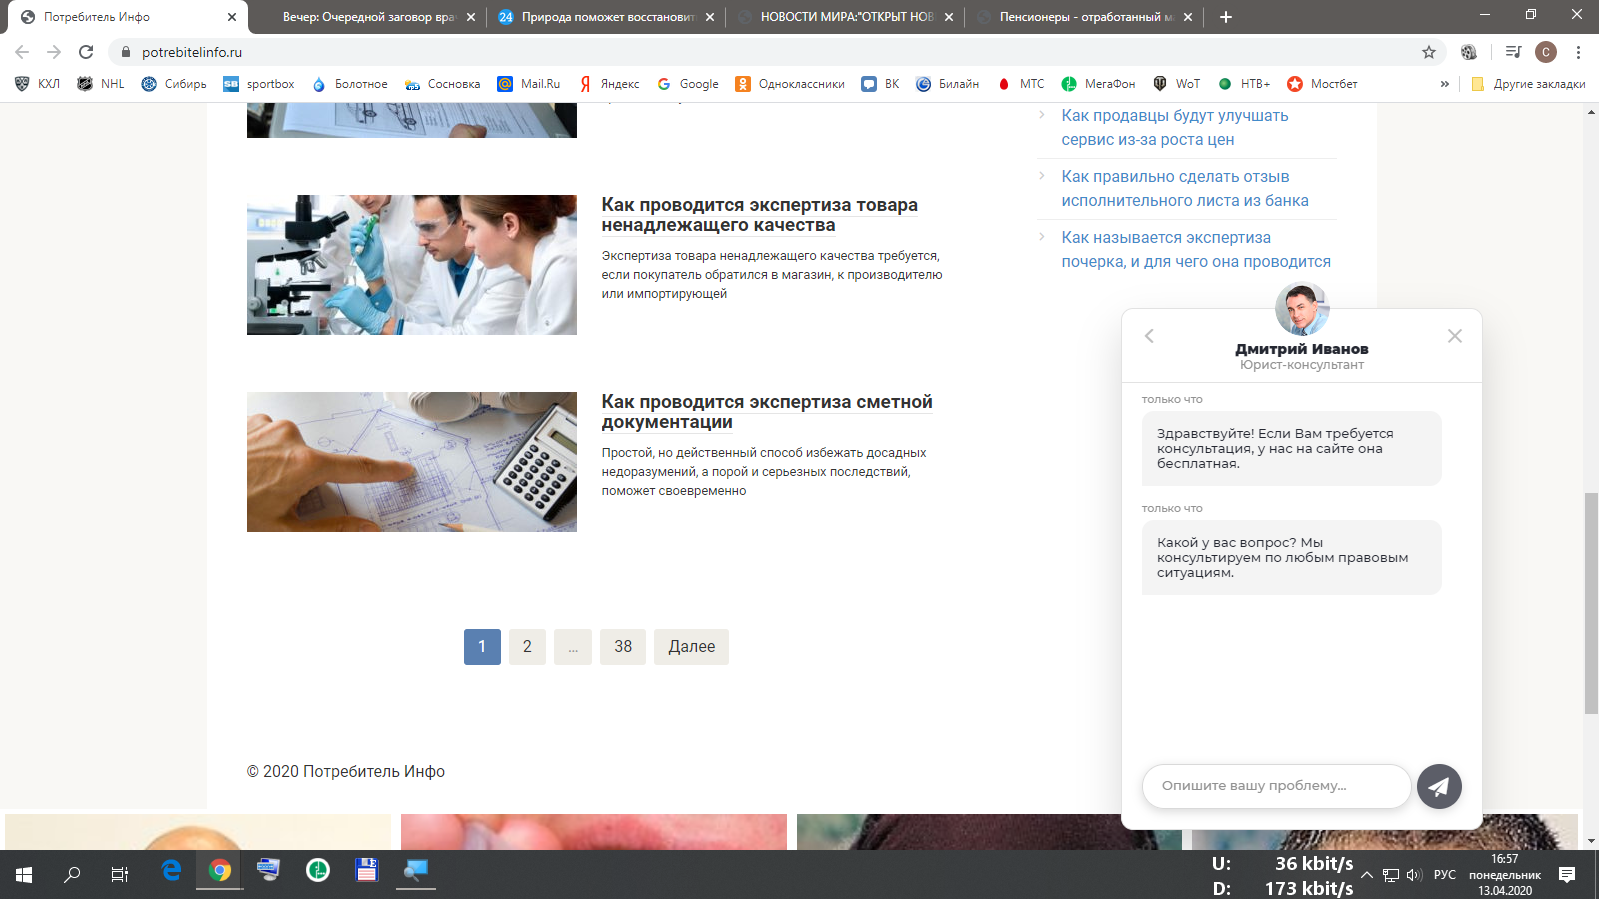 Потребитель Инфо
Вечер: Очередной заговор вра
24
Природа поможет восстановит
НОВОСТИ МИРА:"ОТКРЫТ НОВ
Пенсионеры - отработанный м
potrebitelinfo.ru
C
КХЛ
NHL
Сибирь
SB
sportbox
Болотное
rp5
Сосновка
Mail.Ru
Яндекс
Google
Одноклассники
ВК
Билайн
МТС
МегаФон
WoT
НТВ+
Мостбет
»
Другие закладки
Как продавцы будут улучшать
сервис из-за роста цен
Как правильно сделать отзыв
исполнительного листа из банка
Как называется экспертиза
почерка, и для чего она проводится
Как проводится экспертиза товара
ненадлежащего качества
Экспертиза товара ненадлежащего качества требуется,
если покупатель обратился в магазин, к производителю
или импортирующей
Как проводится экспертиза сметной
документации
Простой, но действенный способ избежать досадных
недоразумений, а порой и серьезных последствий,
поможет своевременно
1
2
...
38
Далее
© 2020 Потребитель Инфо
Дмитрий Иванов
Юрист-консультант
только что
Здравствуйте! Если Вам требуется
консультация, у нас на сайте она
бесплатная.
только что
Какой у вас вопрос? Мы
консультируем по любым правовым
ситуациям.
Опишите вашу проблему...
U: 36 kbit/s
D: 173 kbit/s
РУС
16:57
понедельник
13.04.2020